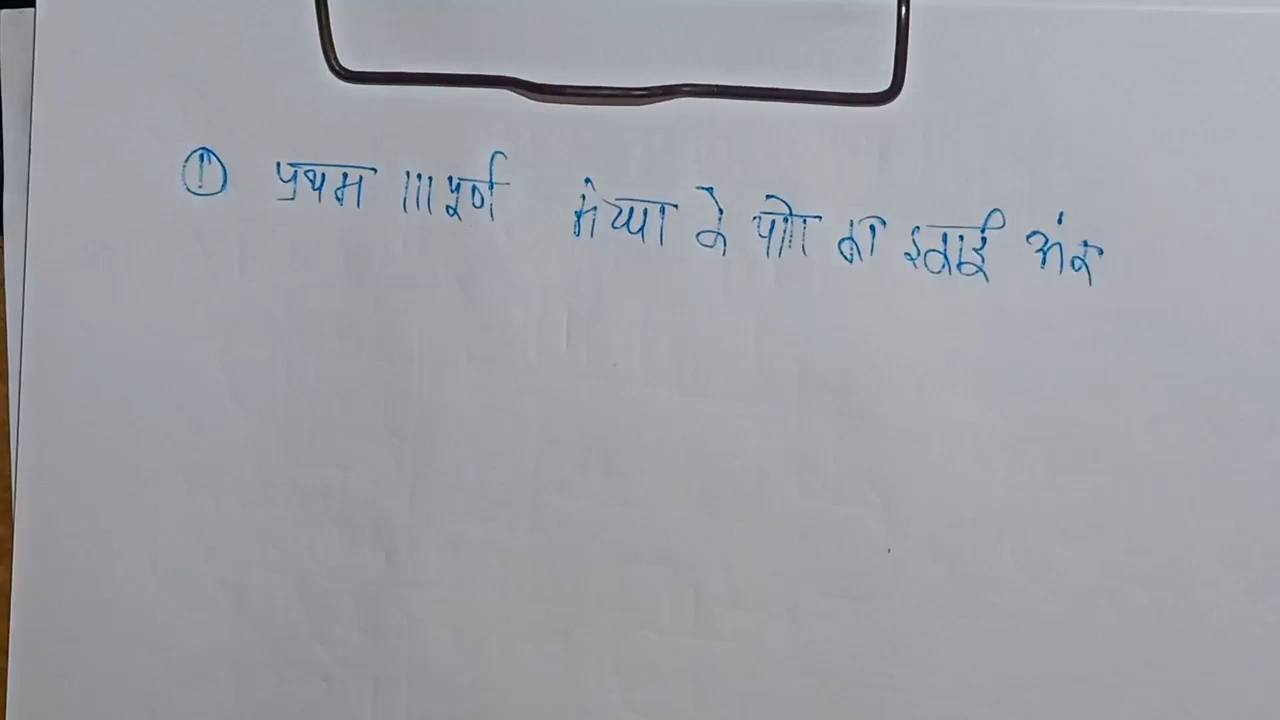 ① प्रथम 111 पूर्ण संख्या के योग का इकाई अंक